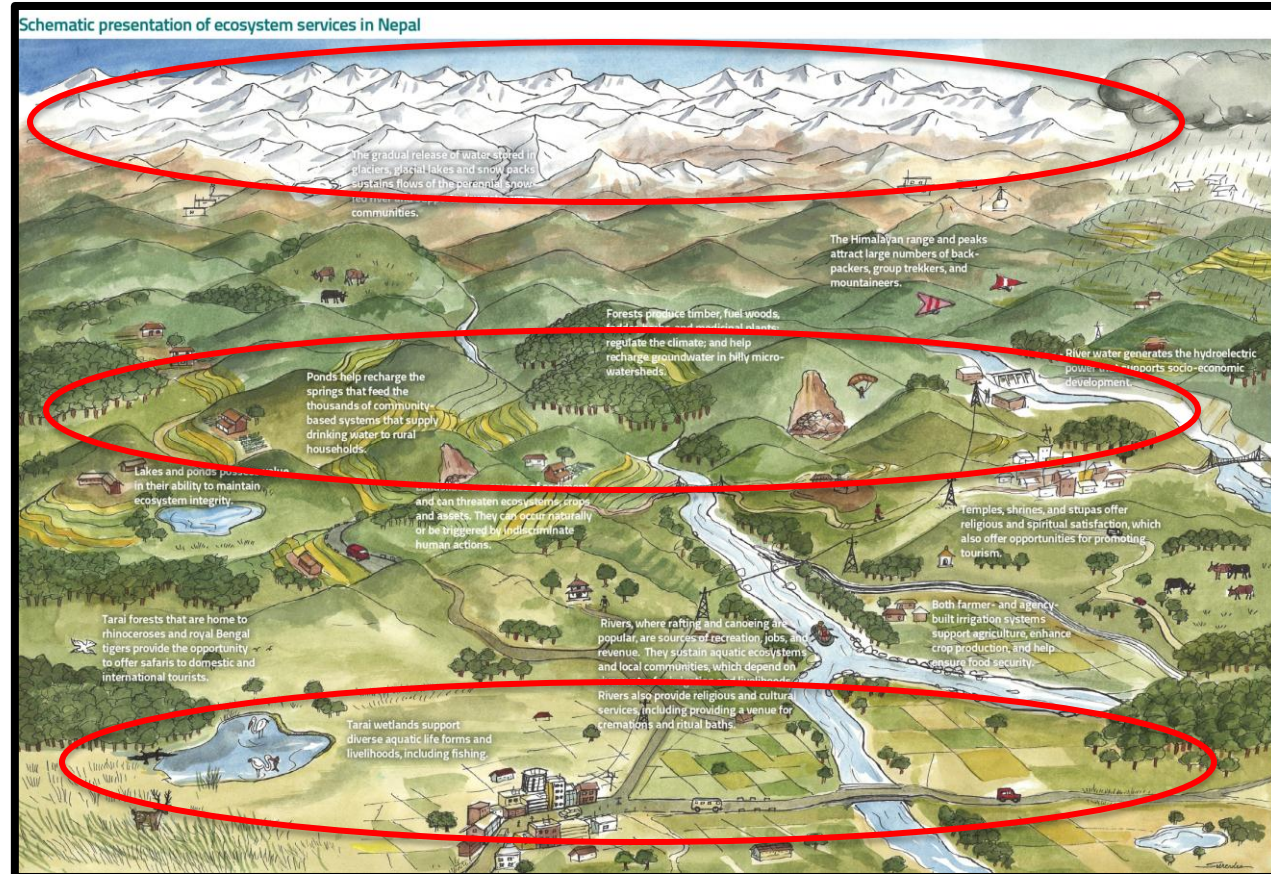 Schematic presentation of ecosystem services in Nepal
The gradual release of water stored in
glaciers, glacial lakes and snow packs
sustains flows of the perennial snow-
communities.
The Himalayan range and peaks
attract large numbers of back-
packers, group trekkers, and
mountaineers.
Forests produce timber, fuel woods,
and medicinal plants;
regulate the climate; and help
recharge groundwater in hilly micro-
watersheds.
River water generates the hydroelectric
power that supports socio-economic
development.
Ponds help recharge the
springs that feed the
thousands of community-
based systems that supply
drinking water to rural
households.
Lakes and ponds possess value
in their ability to maintain
ecosystem integrity.
and can threaten ecosystems, crops,
and assets. They can occur naturally
or be triggered by indiscriminate
human actions.
Temples, shrines, and stupas offer
religious and spiritual satisfaction, which
also offer opportunities for promoting
tourism.
Tarai forests that are home to
rhinoceroses and royal Bengal
tigers provide the opportunity
to offer safaris to domestic and
international tourists.
Rivers, where rafting and canoeing are
popular, are sources of recreation, jobs, and
revenue. They sustain aquatic ecosystems
and local communities, which depend on
Rivers also provide religious and cultural
services, including providing a venue for
cremations and ritual baths.
Both farmer- and agency-
built irrigation systems
support agriculture, enhance
crop production, and help
ensure food security.
Tarai wetlands support
diverse aquatic life forms and
livelihoods, including fishing.